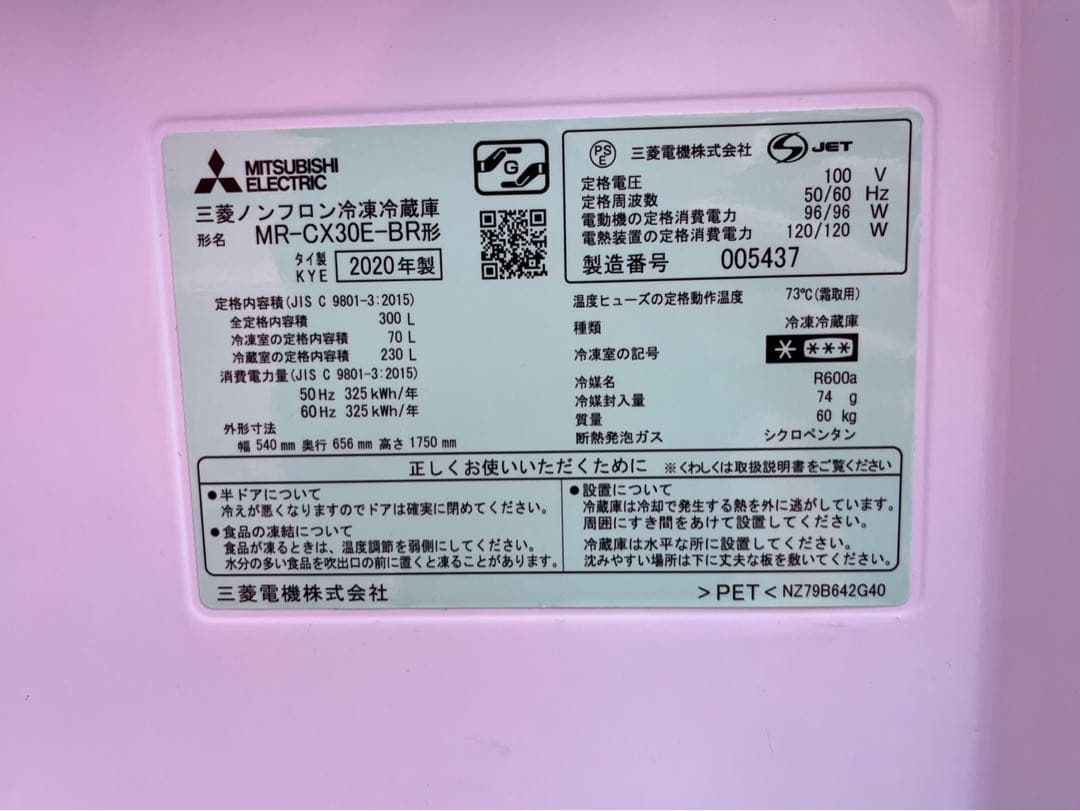 MITSUBISHI
ELECTRIC
三菱ノンフロン冷凍冷蔵庫
形名 MR-CX30E-BR形
タイ製
KYE 2020年製
G
PSE 三菱電機株式会社 JET
定格電圧 100 V
定格周波数 50/60 Hz
電動機の定格消費電力 96/96 W
電熱装置の定格消費電力 120/120 W
製造番号 005437
定格内容積(JIS C 9801-3:2015)
全定格内容積 300 L
冷凍室の定格内容積 70 L
冷蔵室の定格内容積 230 L
消費電力量(JIS C 9801-3:2015)
50Hz 325kWh/年
60Hz 325kWh/年
外形寸法
幅 540mm 奥行 656mm 高さ 1750mm
温度ヒューズの定格動作温度 73℃(霜取用)
種類 冷凍冷蔵庫
冷凍室の記号 * ***
冷媒名 R600a
冷媒封入量 74 g
質量 60 kg
断熱発泡ガス シクロペンタン
正しくお使いいただくために ※くわしくは取扱説明書をご覧ください
●半ドアについて
冷えが悪くなりますのでドアは確実に閉めてください。
●食品の凍結について
食品が凍るときは、温度調節を弱側にしてください。
水分の多い食品を吹出口の前に置くと凍ることがあります。
●設置について
冷蔵庫は冷却で発生する熱を外に逃がしています。
周囲にすき間をあけて設置してください。
冷蔵庫は水平な所に設置してください。
沈みやすい場所は下に丈夫な板を敷いてください。
三菱電機株式会社 >PET< NZ79B642G40